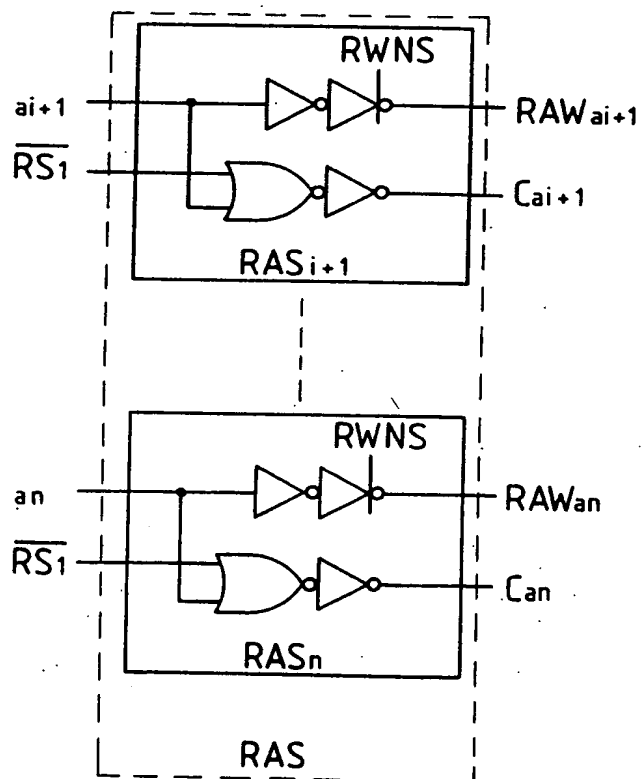 RWNS
ai+1
RAWai+1
RS1
Cai+1
RASi+1
RWNS
an
RAWan
RS1
Can
RASn
RAS